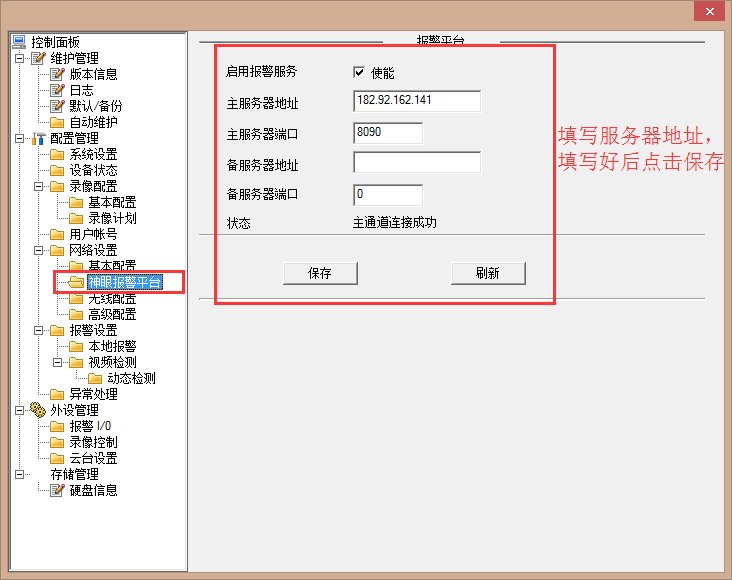 控制面板
维护管理
版本信息
日志
默认/备份
自动维护
配置管理
系统设置
设备状态
录像配置
基本配置
录像计划
用户帐号
网络设置
基本配置
神眼报警平台
无线配置
高级配置
报警设置
本地报警
视频检测
动态检测
异常处理
外设管理
报警 I/0
录像控制
云台设置
存储管理
硬盘信息
报警平台
启用报警服务 使能
主服务器地址 182.92.162.141
主服务器端口 8090
备服务器地址
备服务器端口 0
状态 主通道连接成功
保存 刷新
填写服务器地址，
填写好后点击保存